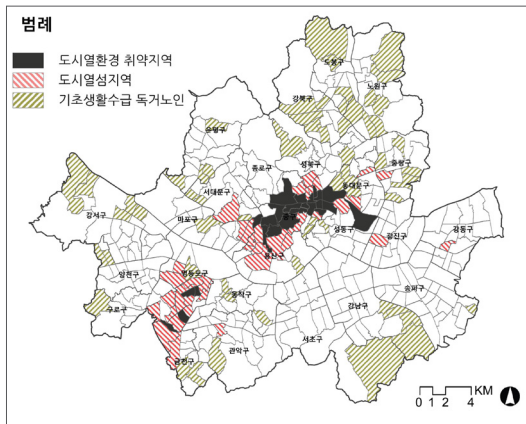 범례
도시열환경 취약지역
도시열섬지역
기초생활수급 독거노인
도봉구
노원구
강북구
은평구
종로구
성북구
중랑구
서대문구
동대문구
강서구
마포구
중구
성동구
광진구
강동구
용산구
양천구
영등포구
동작구
송파구
강남구
구로구
관악구
서초구
금천구
KM
0 1 2 4